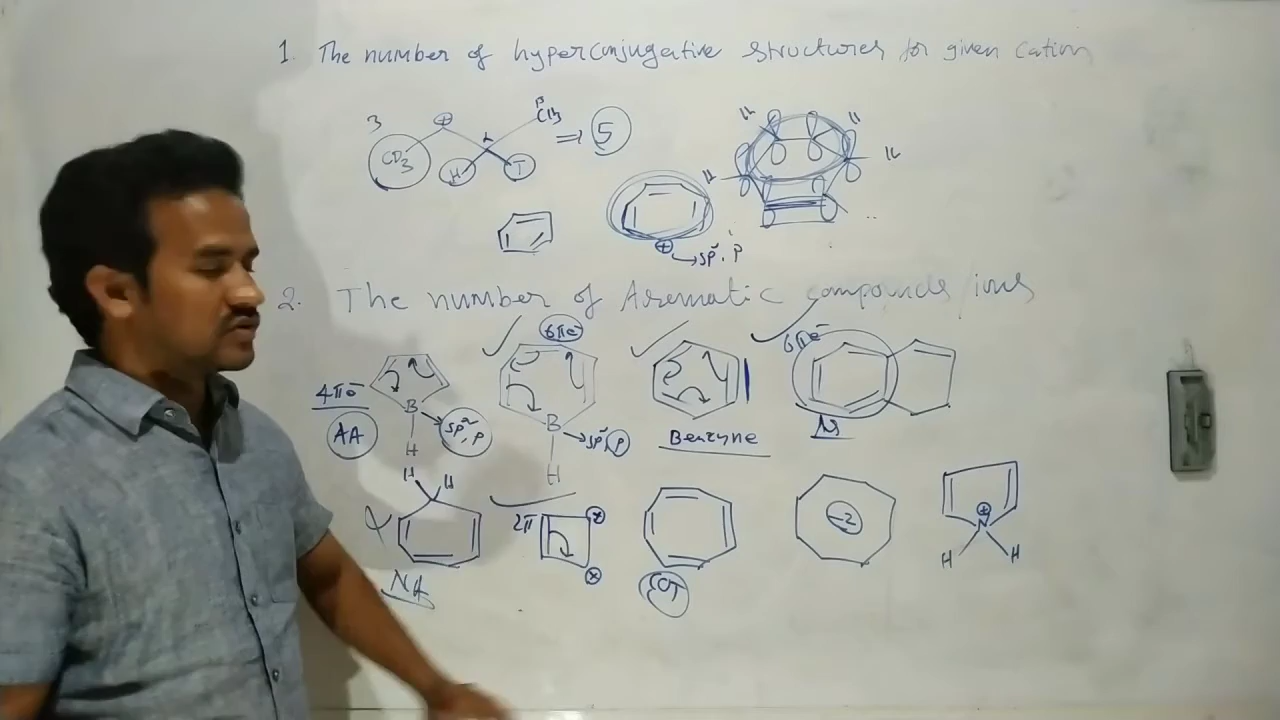 1. The number of hyperconjugative structures for given Cation
3 CD3 ⊕ α H T β CH3 ⇒ 5
H H H H
⊕ → sp², p
2. The number of Aromatic compounds/ions
4πe⁻ AA B H sp², p
6πe⁻ B H sp², p
Benzyne
6πe⁻
H H NA
2π ⊕ ⊕
COT
-2
⊕ N H H